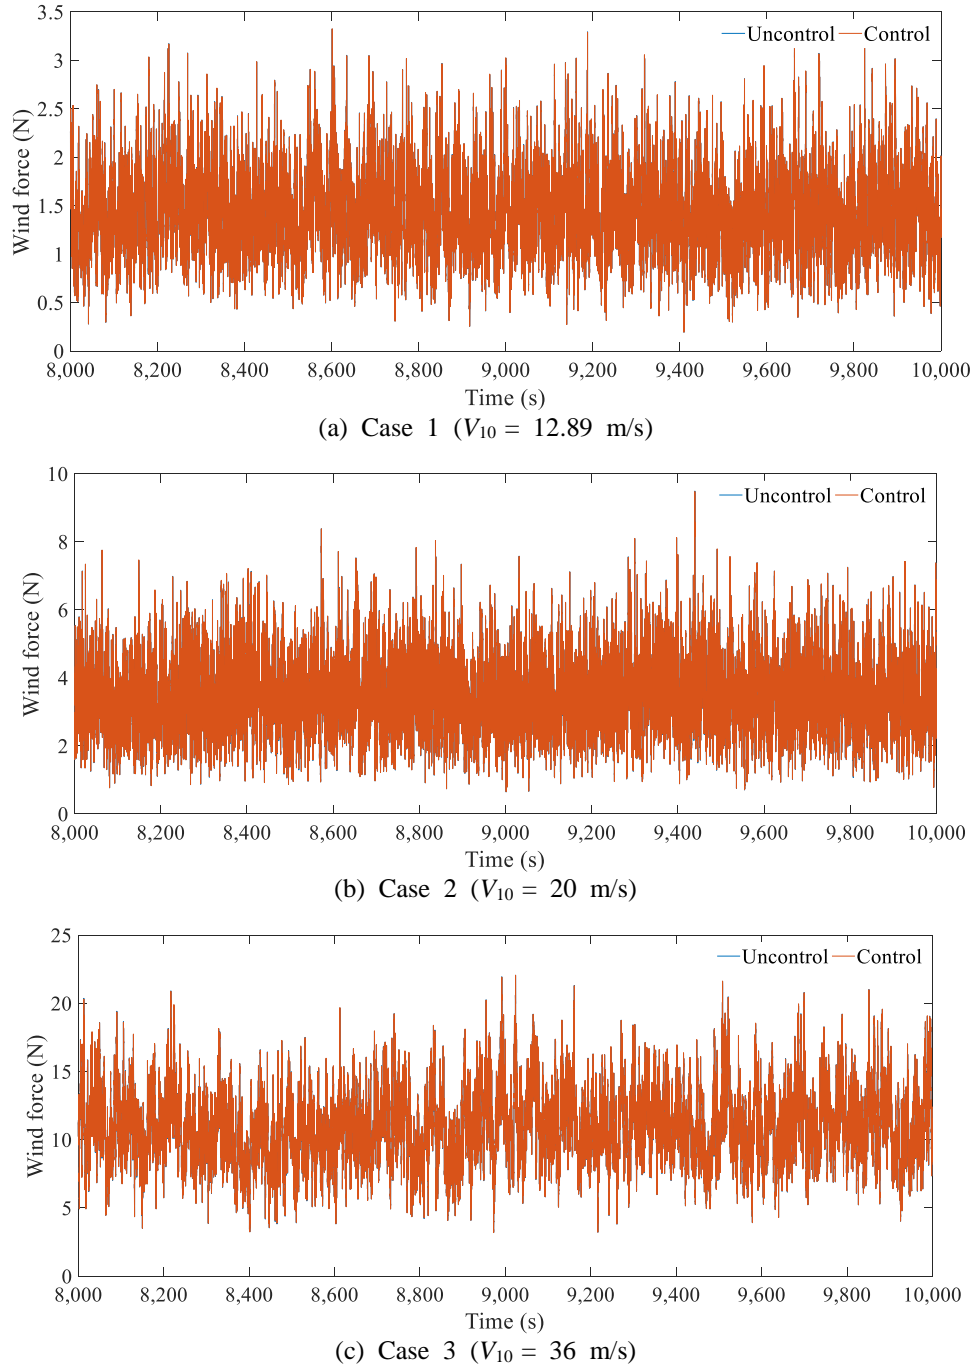 3.5
3
2.5
2
1.5
1
0.5
0
Wind force (N)
Uncontrol Control
8,000 8,200 8,400 8,600 8,800 9,000 9,200 9,400 9,600 9,800 10,000
Time (s)
(a) Case 1 (V10 = 12.89 m/s)
10
8
6
4
2
0
Wind force (N)
Uncontrol Control
8,000 8,200 8,400 8,600 8,800 9,000 9,200 9,400 9,600 9,800 10,000
Time (s)
(b) Case 2 (V10 = 20 m/s)
25
20
15
10
5
0
Wind force (N)
Uncontrol Control
8,000 8,200 8,400 8,600 8,800 9,000 9,200 9,400 9,600 9,800 10,000
Time (s)
(c) Case 3 (V10 = 36 m/s)